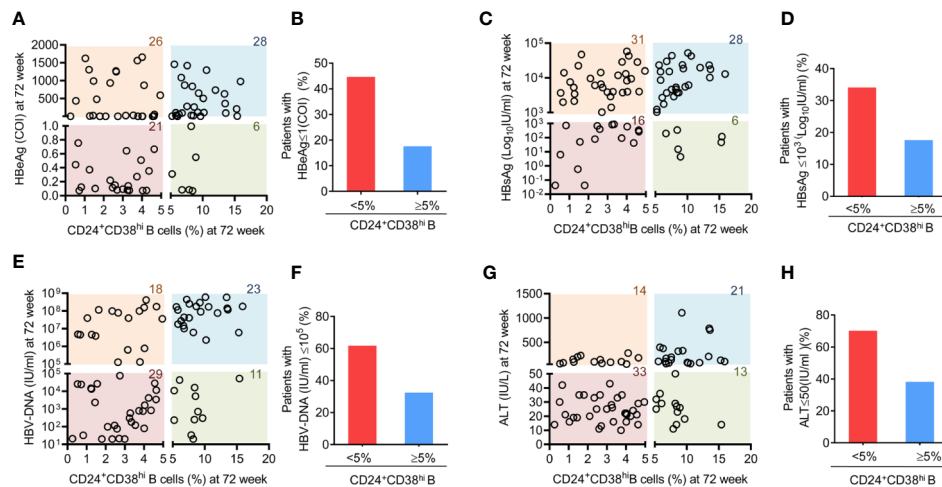 A
HBeAg (COI) at 72 week
2000
1500
1000
500
26
28
1.0
0.8
0.6
0.4
0.2
0.0
21
6
0 1 2 3 4 5 5 10 15 20
CD24+CD38hi B cells (%) at 72 week
B
Patients with
HBeAg≤1(COI) (%)
60
40
20
0
<5% ≥5%
CD24+CD38hi B
C
HBsAg (Log10IU/ml) at 72 week
10^5
10^4
10^3
31
28
10^3
10^2
10^1
10^0
10^-1
10^-2
16
6
0 1 2 3 4 5 5 10 15 20
CD24+CD38hi B cells (%) at 72 week
D
Patients with
HBsAg ≤10^3 (Log10IU/ml) (%)
40
30
20
10
0
<5% ≥5%
CD24+CD38hi B
E
HBV-DNA (IU/ml) at 72 week
10^9
10^8
10^7
10^6
10^5
18
23
10^5
10^4
10^3
10^2
10^1
29
11
0 1 2 3 4 5 5 10 15 20
CD24+CD38hi B cells (%) at 72 week
F
Patients with
HBV-DNA (IU/ml) ≤10^5 (%)
80
60
40
20
0
<5% ≥5%
CD24+CD38hi B
G
ALT (IU/L) at 72 week
1500
1000
500
14
21
50
40
30
20
10
0
33
13
0 1 2 3 4 5 5 10 15 20
CD24+CD38hi B cells (%) at 72 week
H
Patients with
ALT≤50(IU/ml )(%)
80
60
40
20
0
<5% ≥5%
CD24+CD38hi B